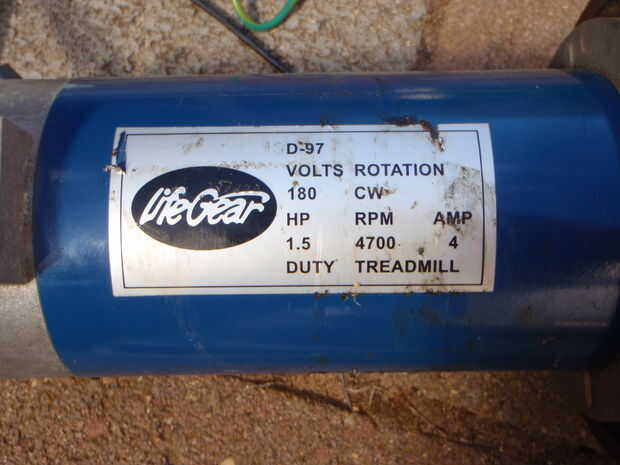 LifeGear
D-97
VOLTS ROTATION
180 CW
HP RPM AMP
1.5 4700 4
DUTY TREADMILL